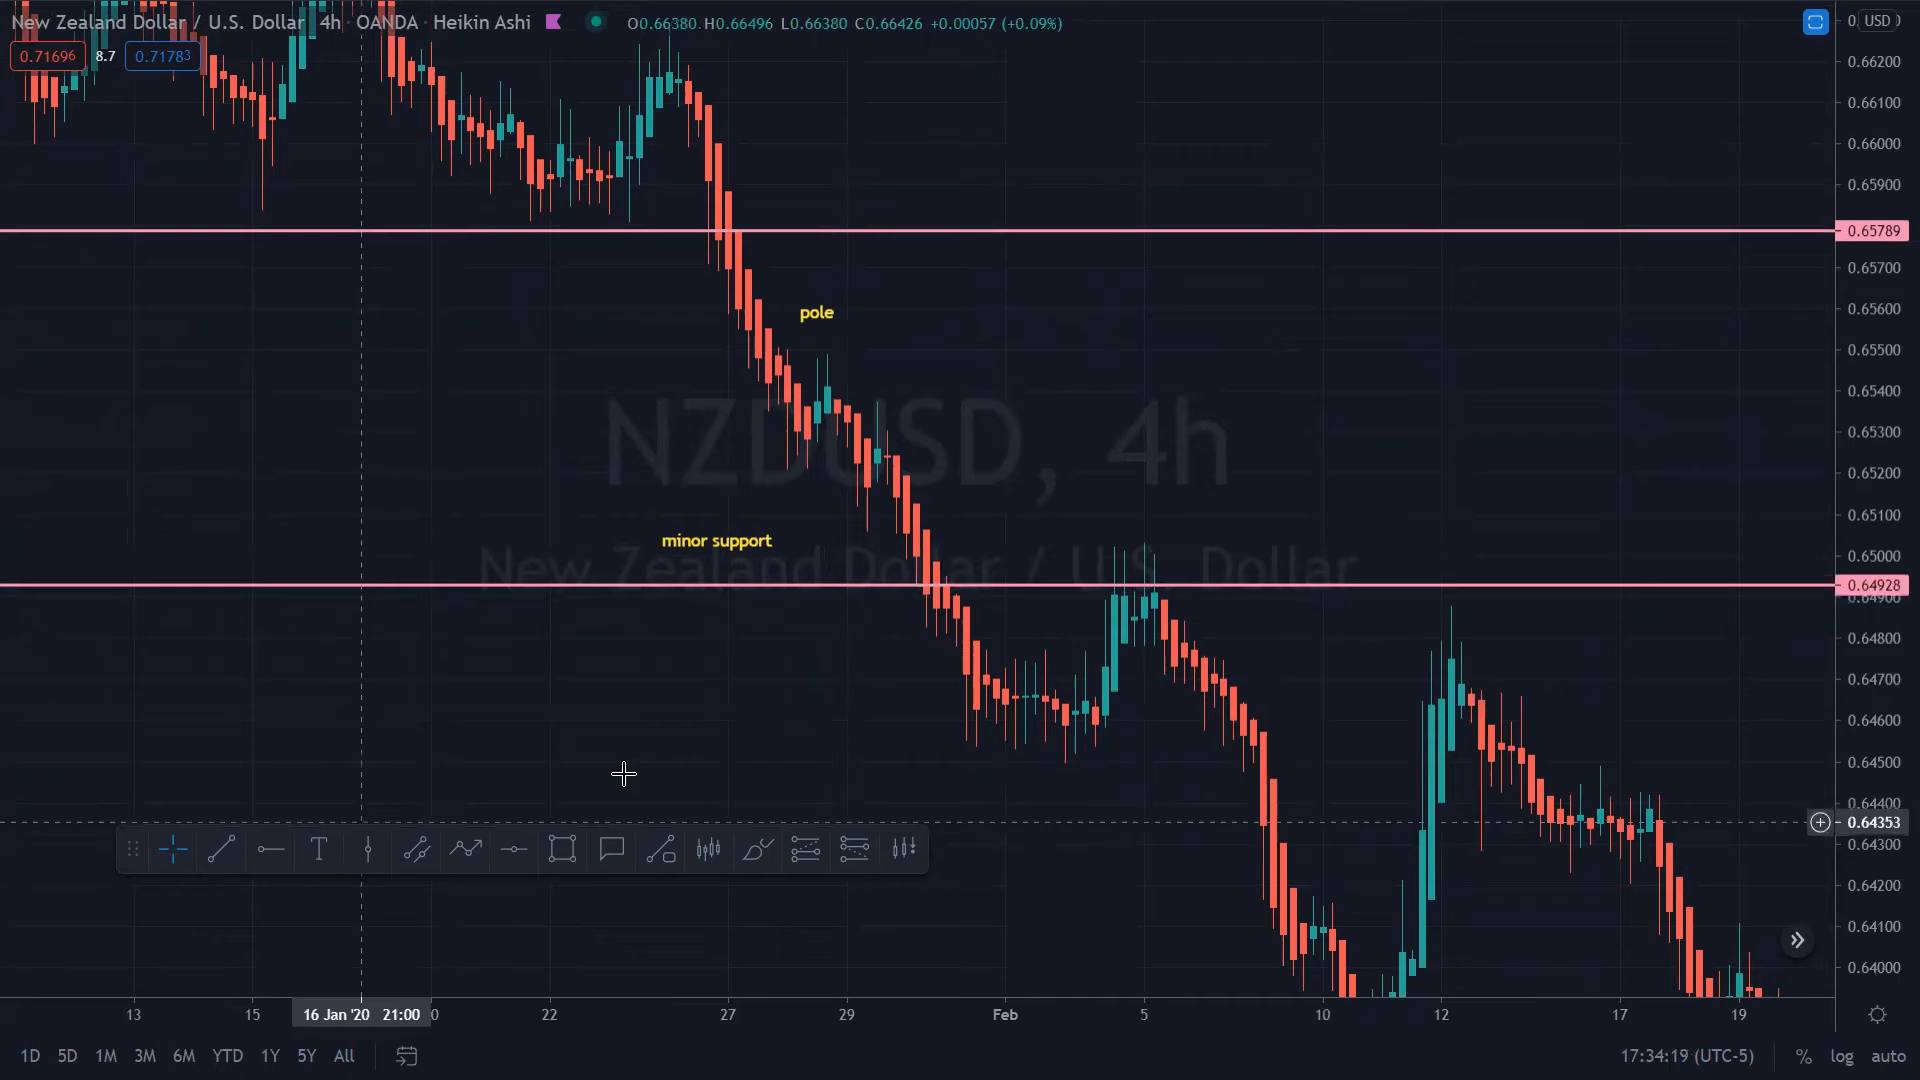 New Zealand Dollar / U.S. Dollar · 4h · OANDA · Heikin Ashi O0.66380 H0.66496 L0.66380 C0.66426 +0.00057 (+0.09%)
0. USD
0.71696 8.7 0.71783
0.66200
0.66100
0.66000
0.65900
0.65789
0.65700
0.65600
pole
0.65500
0.65400
0.65300
NZDUSD, 4h
0.65200
0.65100
minor support
0.65000
New Zealand Dollar / U.S. Dollar
0.64928
0.64900
0.64800
0.64700
0.64600
0.64500
0.64400
0.64353
T
0.64300
0.64200
0.64100
0.64000
13 15 16 Jan '20 21:00 0 22 27 29 Feb 5 10 12 17 19
1D 5D 1M 3M 6M YTD 1Y 5Y All 17:34:19 (UTC-5) % log auto